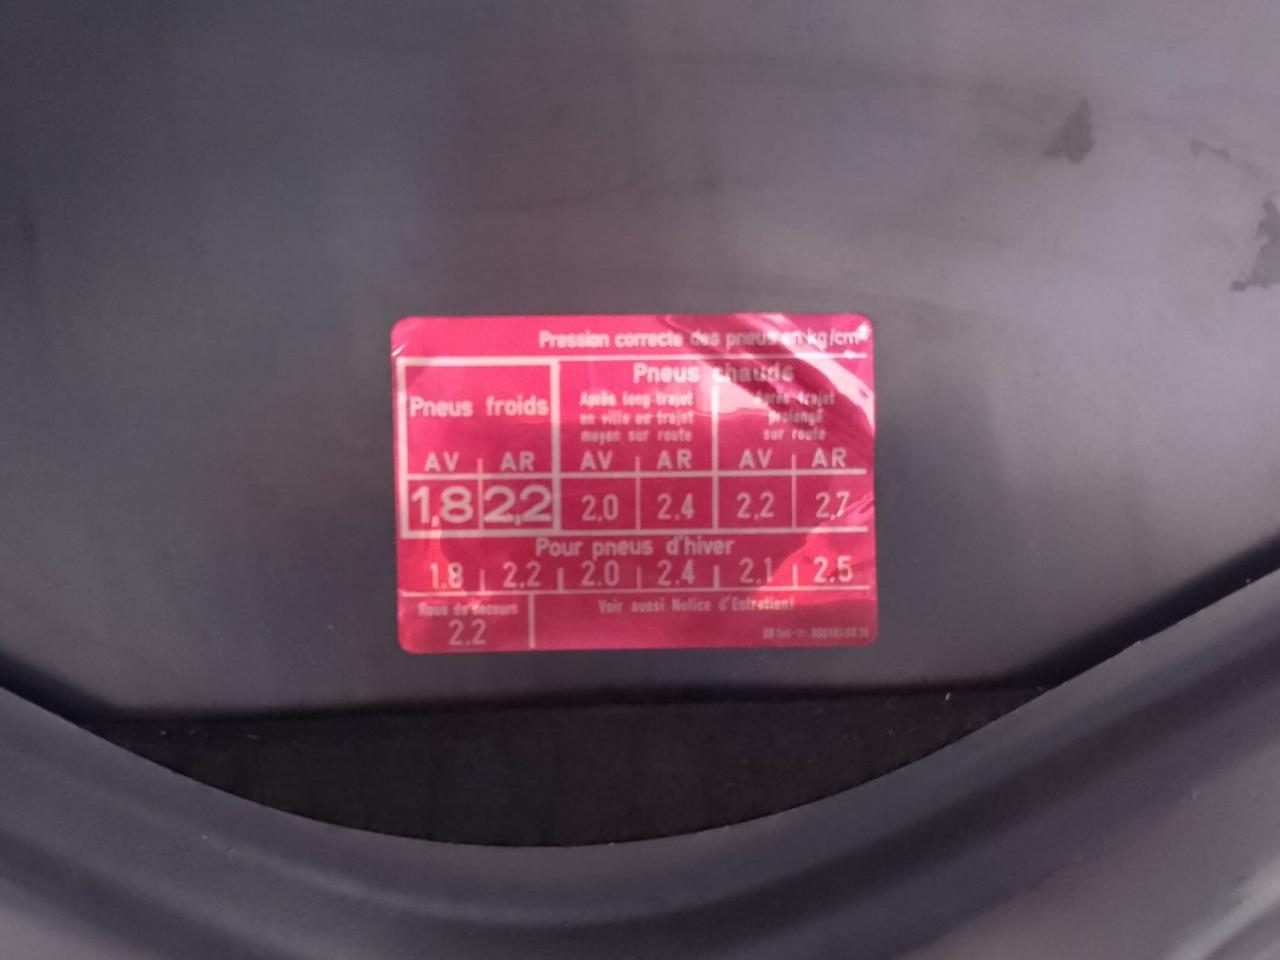 Pression correcte des pneus en kg/cm²
Pneus froids
Pneus chauds
Après long trajet
en ville ou trajet
moyen sur route
Après trajet
prolongé
sur route
AV AR AV AR AV AR
1,8 2,2 2.0 2.4 2.2 2.7
Pour pneus d'hiver
1.8 2.2 2.0 2.4 2.1 2.5
Roue de secours
2.2
Voir aussi Notice d'Entretien!